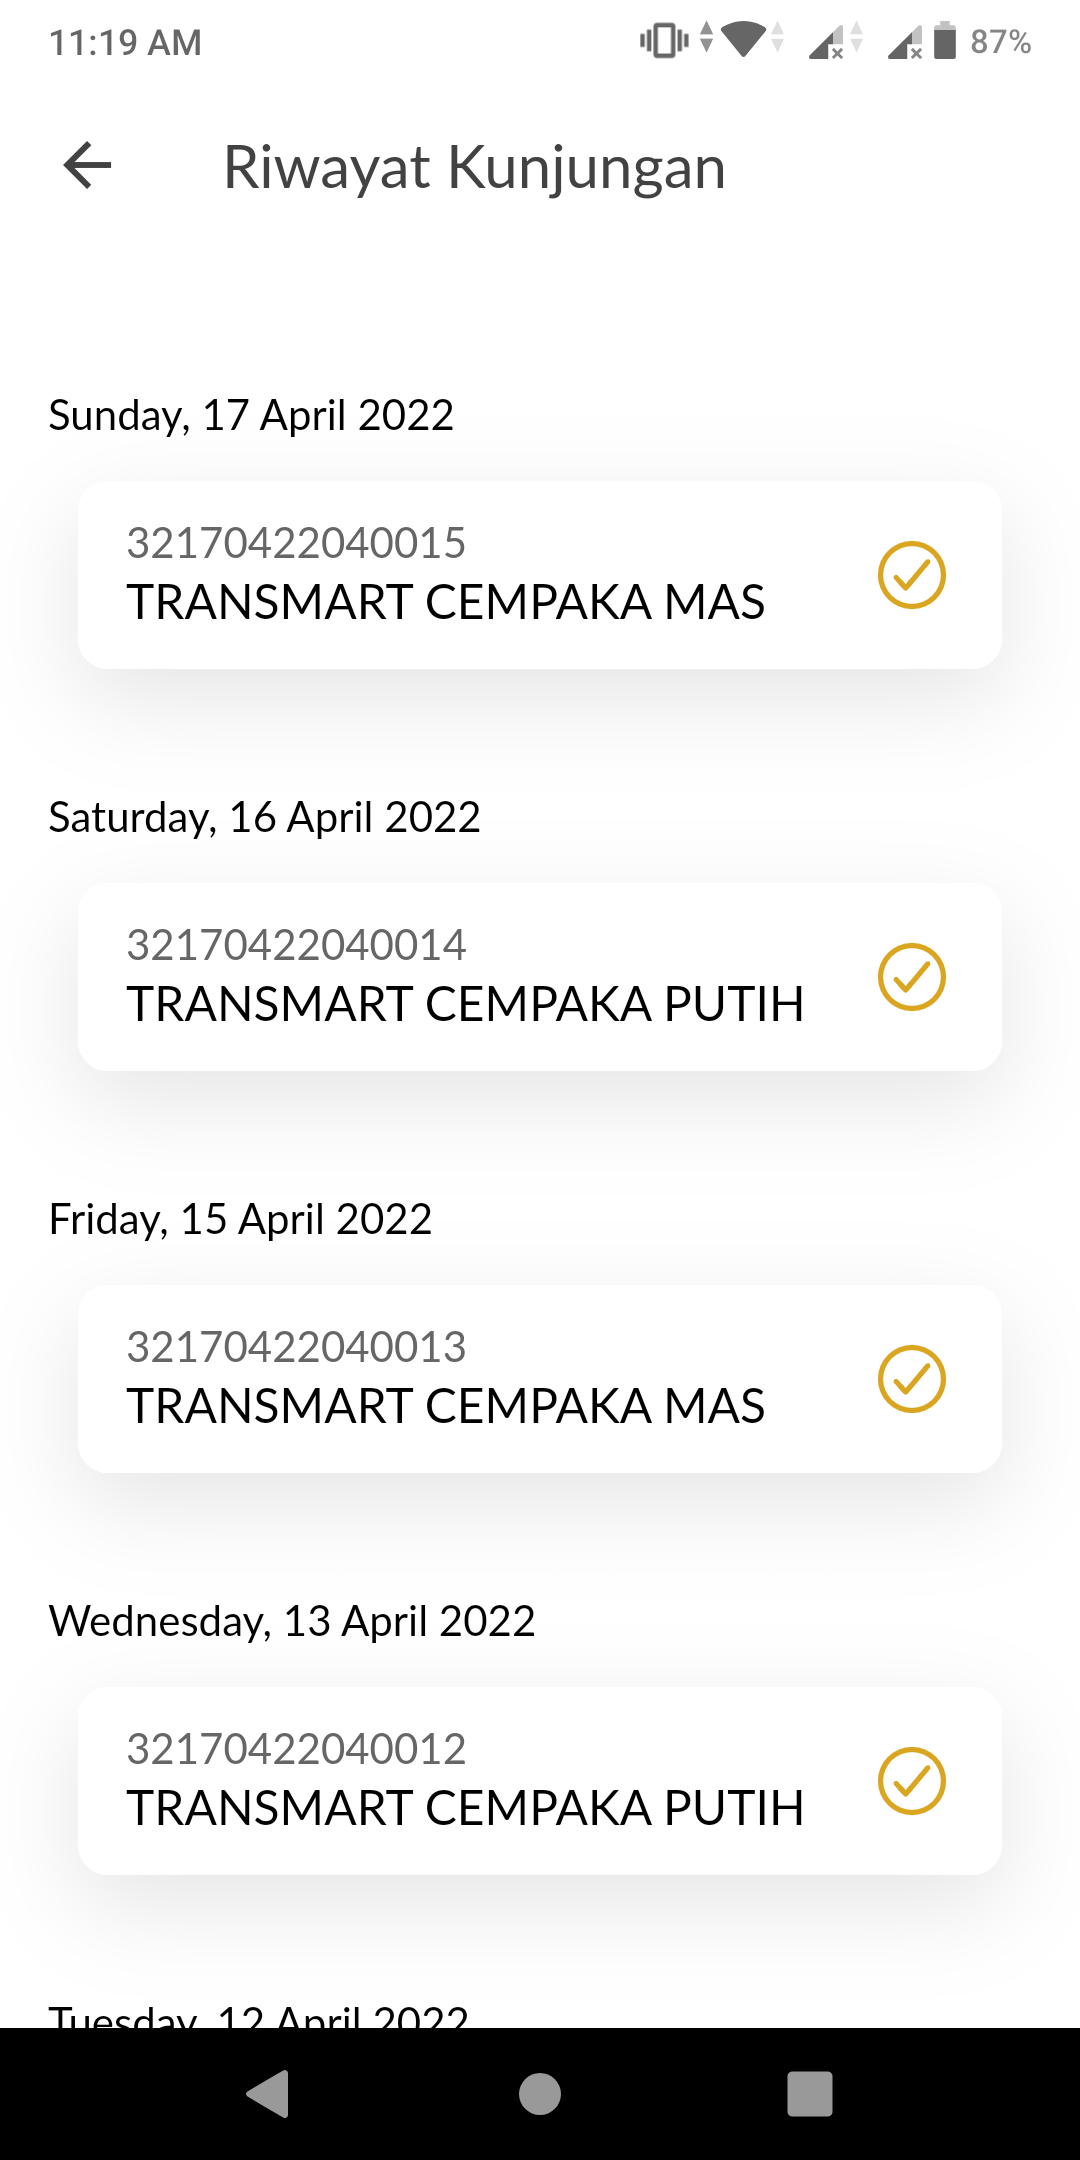 11:19 AM
87%
Riwayat Kunjungan
Sunday, 17 April 2022
32170422040015
TRANSMART CEMPAKA MAS
Saturday, 16 April 2022
32170422040014
TRANSMART CEMPAKA PUTIH
Friday, 15 April 2022
32170422040013
TRANSMART CEMPAKA MAS
Wednesday, 13 April 2022
32170422040012
TRANSMART CEMPAKA PUTIH
Tuesday, 12 April 2022